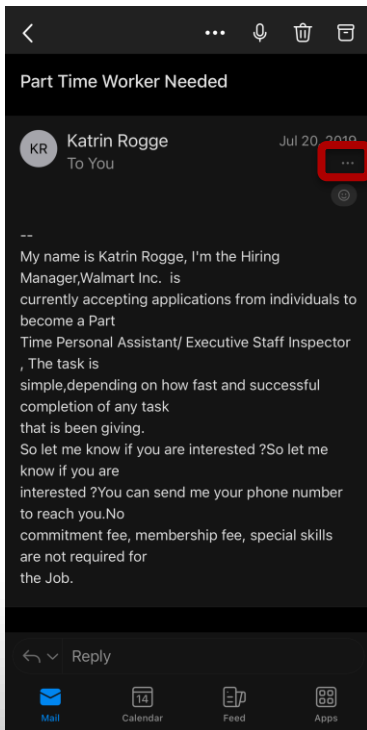 Part Time Worker Needed
KR
Katrin Rogge
Jul 20, 2019
To You
--
My name is Katrin Rogge, I'm the Hiring
Manager,Walmart Inc.  is
currently accepting applications from individuals to
become a Part
Time Personal Assistant/ Executive Staff Inspector
, The task is
simple,depending on how fast and successful
completion of any task
that is been giving.
So let me know if you are interested ?So let me
know if you are
interested ?You can send me your phone number
to reach you.No
commitment fee, membership fee, special skills
are not required for
the Job.
Reply
14
Mail
Calendar
Feed
Apps